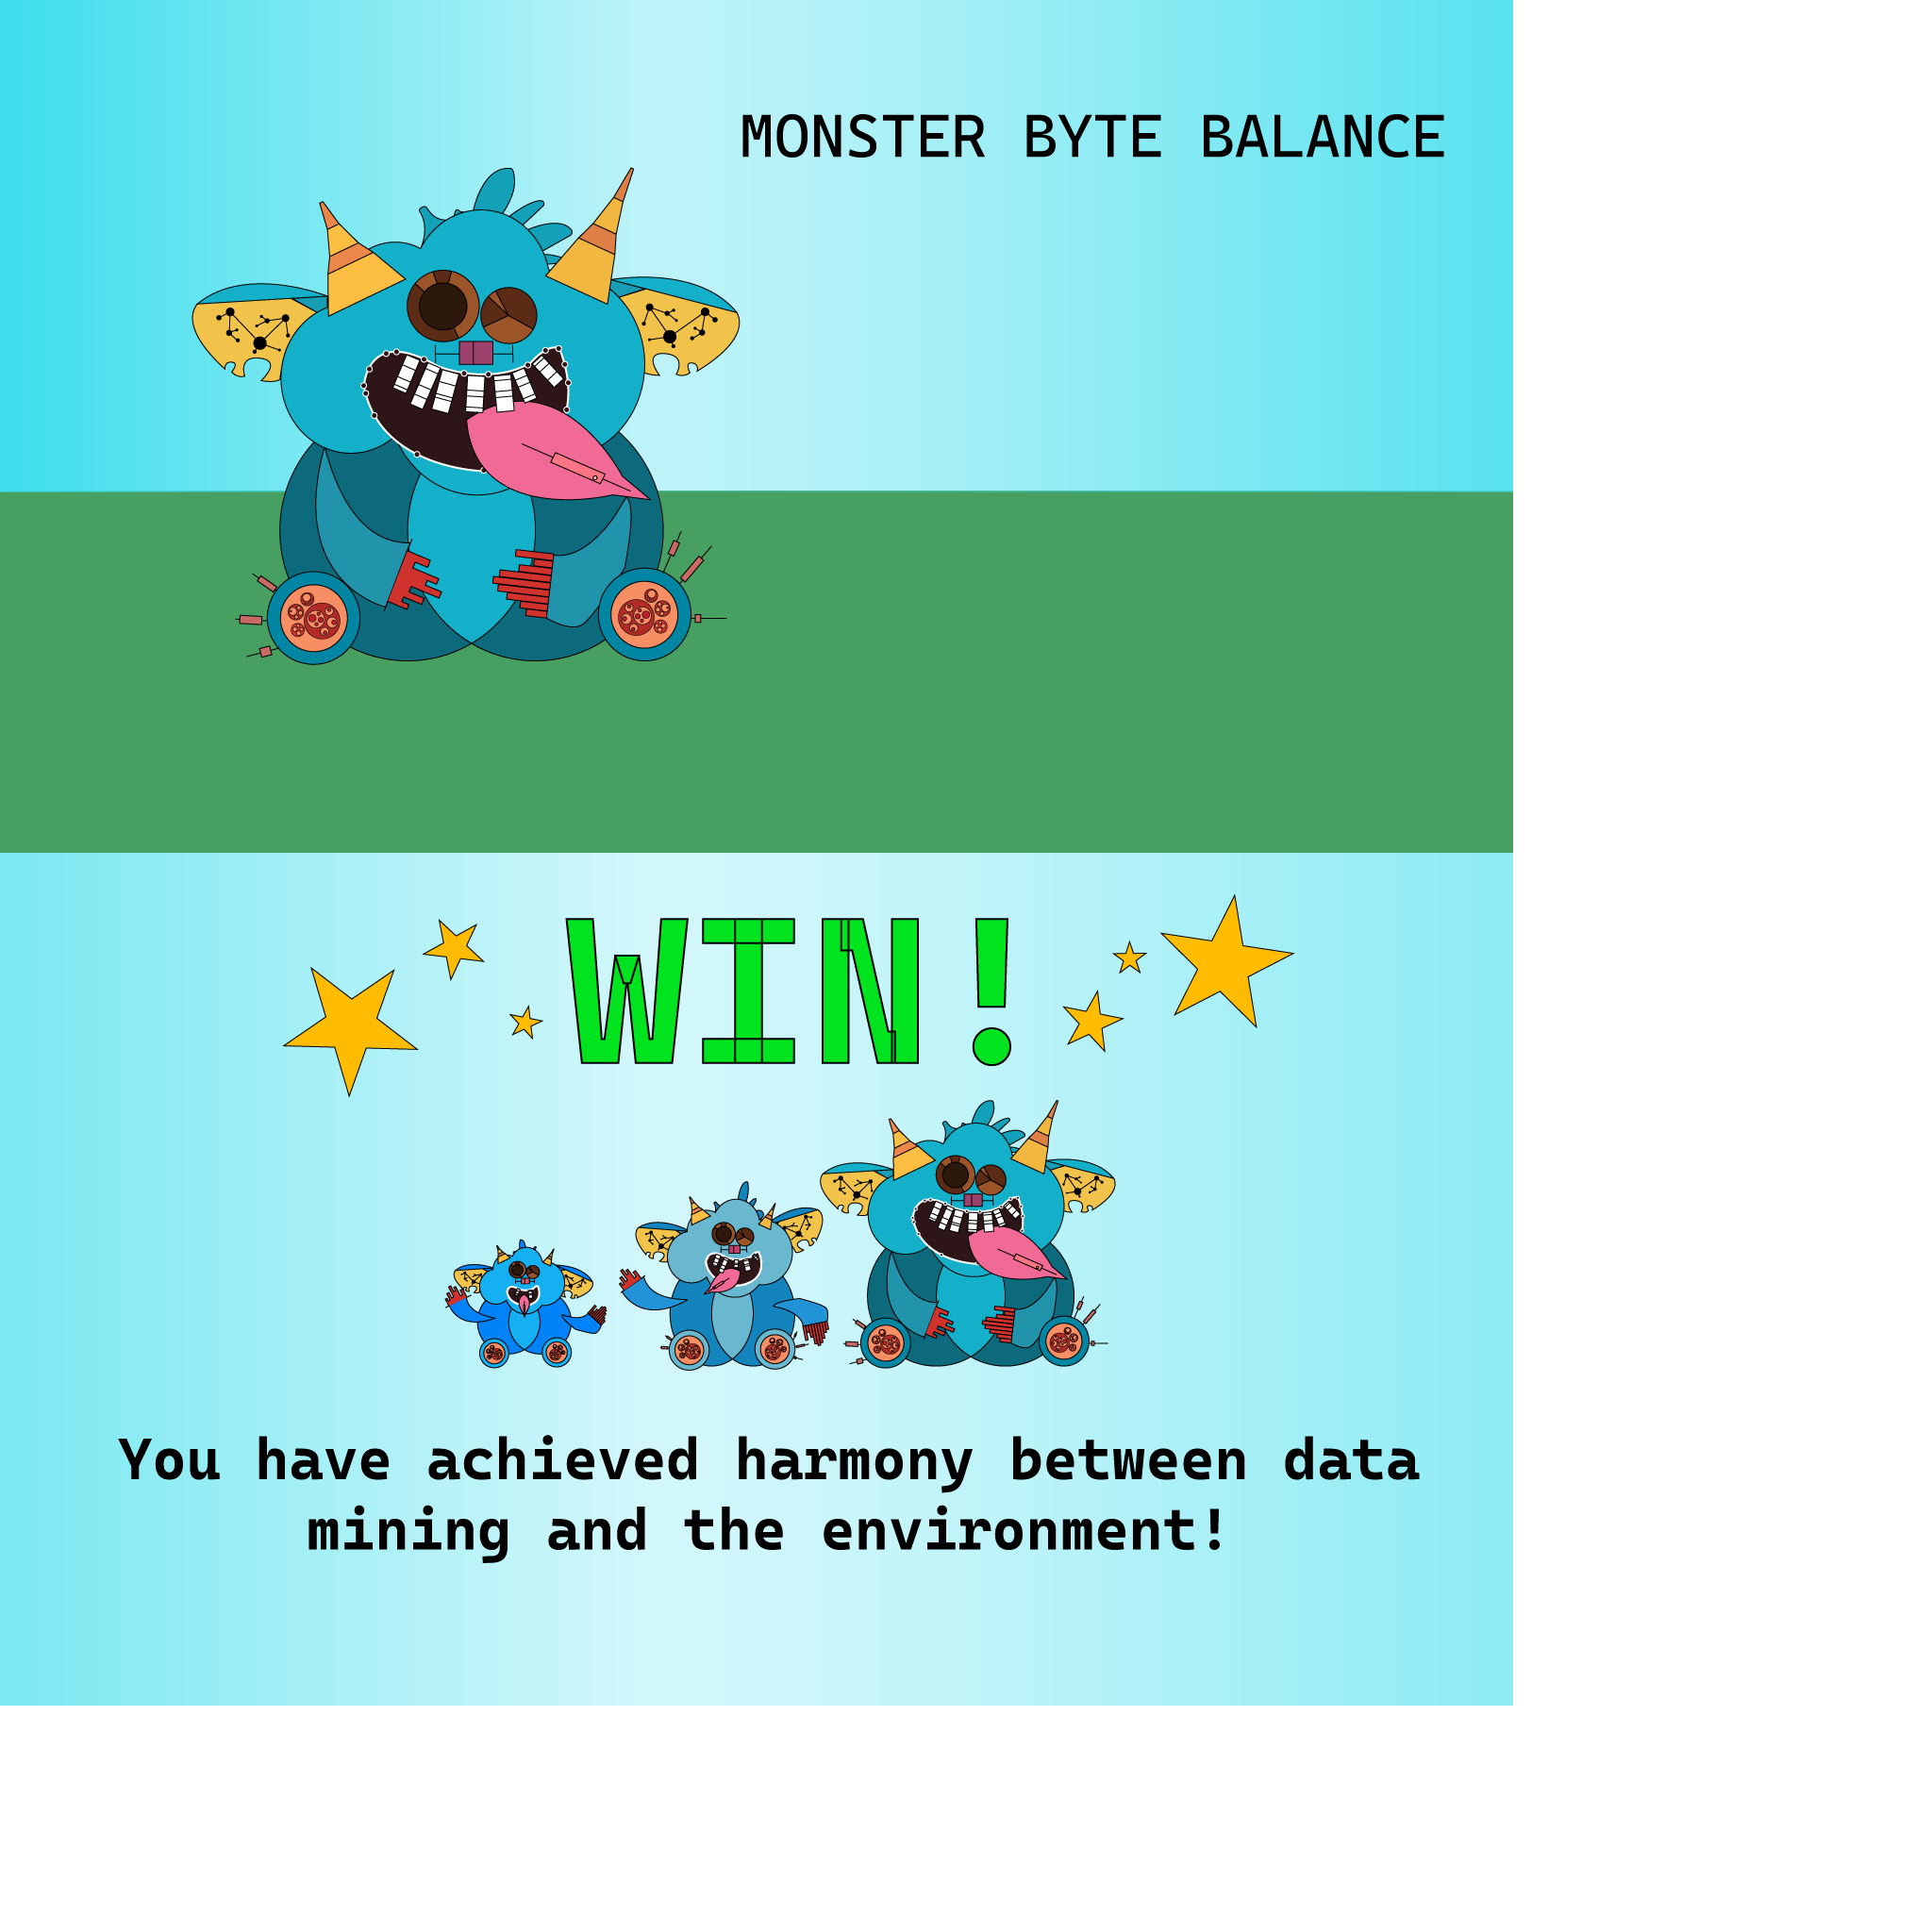 MONSTER BYTE BALANCE
WIN!
You have achieved harmony between data
mining and the environment!